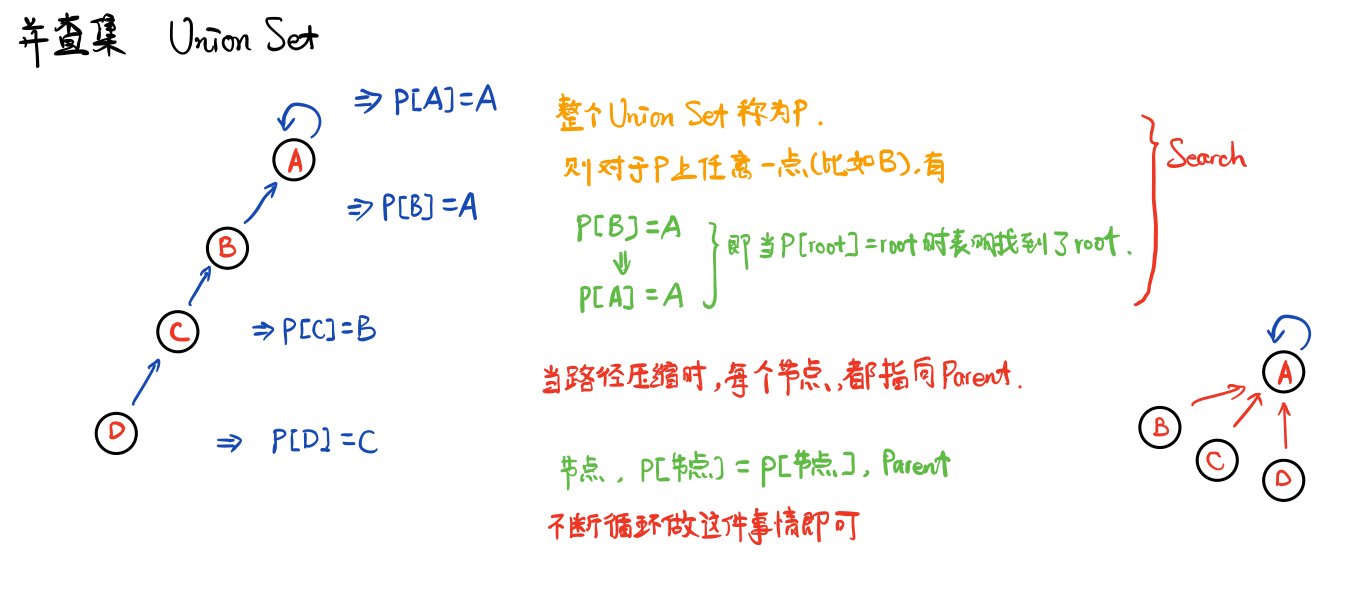 并查集 Union Set
⇒ P[A]=A
A
⇒ P[B]=A
B
⇒ P[C]=B
C
⇒ P[D]=C
D
整个Union Set 称为P.
则对于P上任意一点(比如B),有
P[B]=A
⇓
P[A]=A
即当P[root]=root时表明找到了root.
Search
当路径压缩时,每个节点、都指向Parent.
节点、, P[节点、] = P[节点、], Parent
不断循环做这件事情即可
A
B
C
D